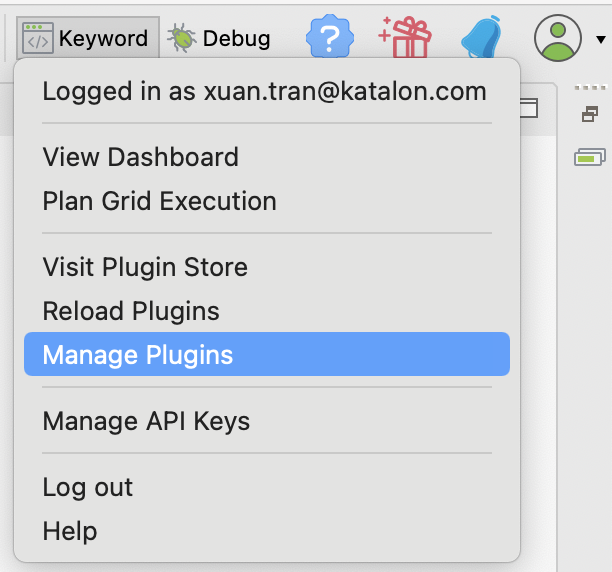 Keyword Debug
Logged in as xuan.tran@katalon.com
View Dashboard
Plan Grid Execution
Visit Plugin Store
Reload Plugins
Manage Plugins
Manage API Keys
Log out
Help